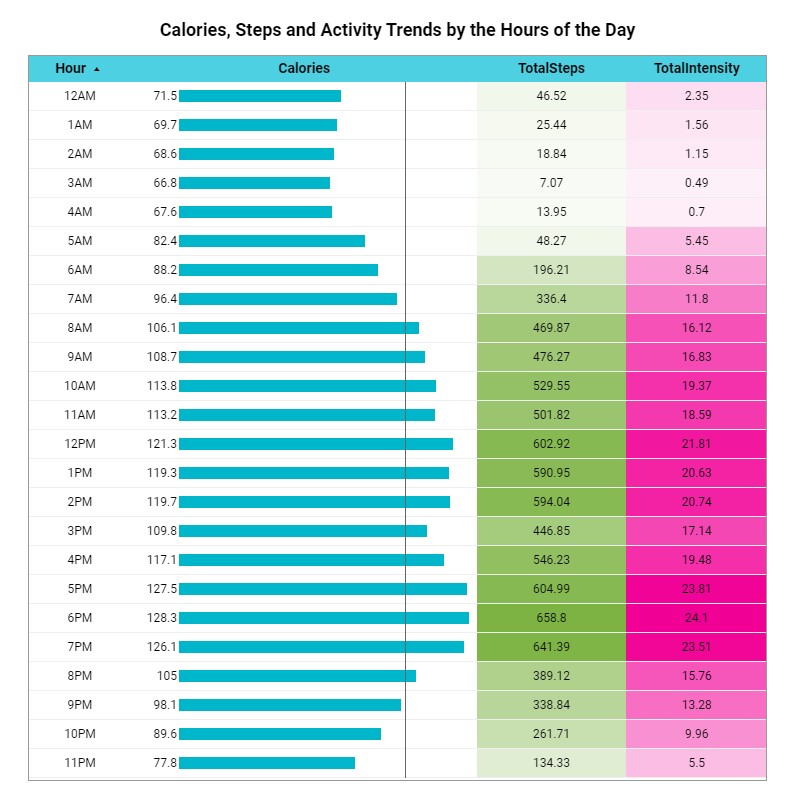 Calories, Steps and Activity Trends by the Hours of the Day
Hour ▲ Calories TotalSteps TotalIntensity
12AM 71.5 46.52 2.35
1AM 69.7 25.44 1.56
2AM 68.6 18.84 1.15
3AM 66.8 7.07 0.49
4AM 67.6 13.95 0.7
5AM 82.4 48.27 5.45
6AM 88.2 196.21 8.54
7AM 96.4 336.4 11.8
8AM 106.1 469.87 16.12
9AM 108.7 476.27 16.83
10AM 113.8 529.55 19.37
11AM 113.2 501.82 18.59
12PM 121.3 602.92 21.81
1PM 119.3 590.95 20.63
2PM 119.7 594.04 20.74
3PM 109.8 446.85 17.14
4PM 117.1 546.23 19.48
5PM 127.5 604.99 23.81
6PM 128.3 658.8 24.1
7PM 126.1 641.39 23.51
8PM 105 389.12 15.76
9PM 98.1 338.84 13.28
10PM 89.6 261.71 9.96
11PM 77.8 134.33 5.5